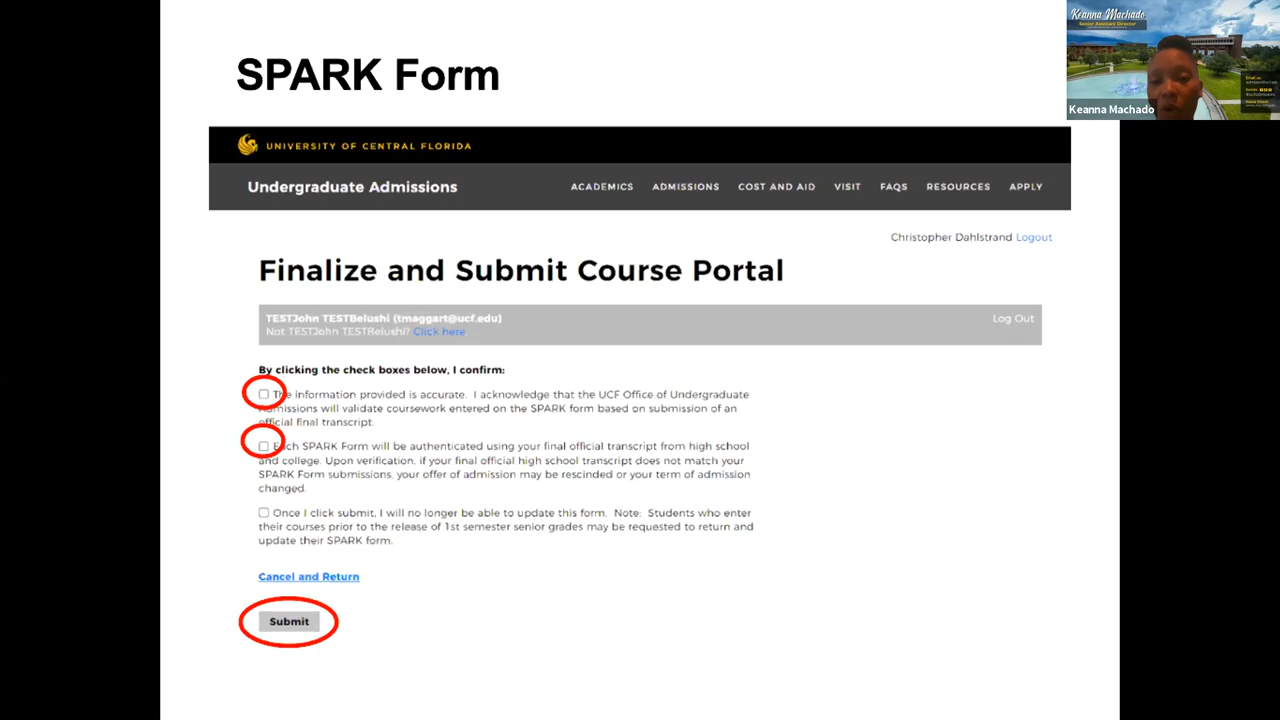 SPARK Form
Keanna Machado
Senior Assistant Director
Keanna Machado
UNIVERSITY OF CENTRAL FLORIDA
Undergraduate Admissions
ACADEMICS ADMISSIONS COST AND AID VISIT FAQS RESOURCES APPLY
Christopher Dahlstrand Logout
Finalize and Submit Course Portal
TESTJohn TESTBelushi (tmaggart@ucf.edu)
Log Out
Not TESTJohn TESTBelushi? Click here
By clicking the check boxes below, I confirm:
The information provided is accurate. I acknowledge that the UCF Office of Undergraduate
Admissions will validate coursework entered on the SPARK form based on submission of an
official final transcript.
Each SPARK Form will be authenticated using your final official transcript from high school
and college. Upon verification, if your final official high school transcript does not match your
SPARK Form submissions, your offer of admission may be rescinded or your term of admission
changed.
Once I click submit, I will no longer be able to update this form. Note: Students who enter
their courses prior to the release of 1st semester senior grades may be requested to return and
update their SPARK form.
Cancel and Return
Submit